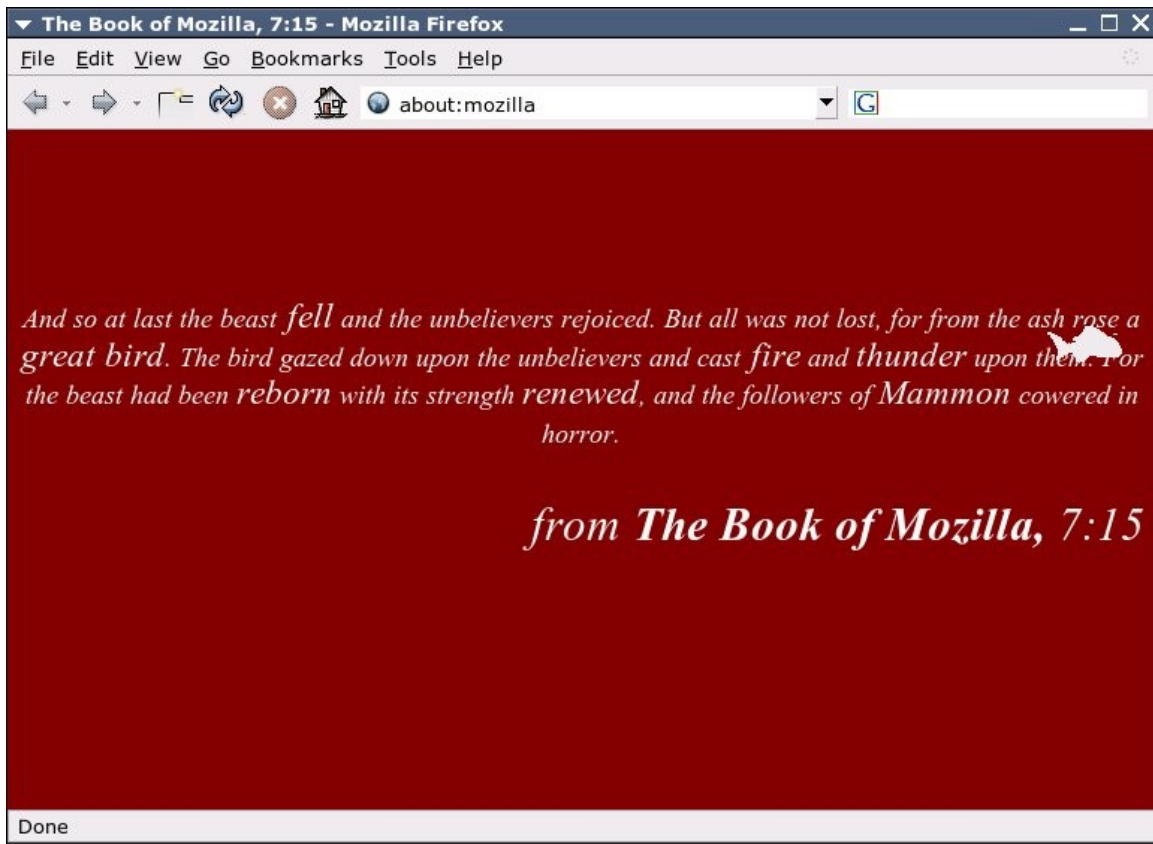 The Book of Mozilla, 7:15 - Mozilla Firefox
File Edit View Go Bookmarks Tools Help
about:mozilla G
And so at last the beast fell and the unbelievers rejoiced. But all was not lost, for from the ash rose a
great bird. The bird gazed down upon the unbelievers and cast fire and thunder upon them. For
the beast had been reborn with its strength renewed, and the followers of Mammon cowered in
horror.
from The Book of Mozilla, 7:15
Done